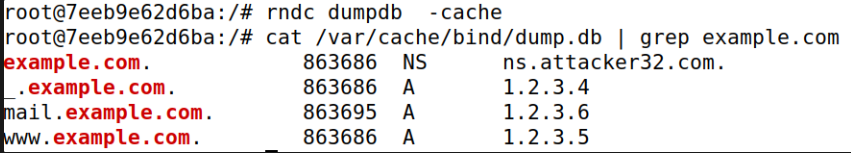 root@7eeb9e62d6ba:/# rndc dumpdb  -cache
root@7eeb9e62d6ba:/# cat /var/cache/bind/dump.db | grep example.com
example.com.            863686  NS      ns.attacker32.com.
_.example.com.          863686  A       1.2.3.4
mail.example.com.       863695  A       1.2.3.6
www.example.com.        863686  A       1.2.3.5